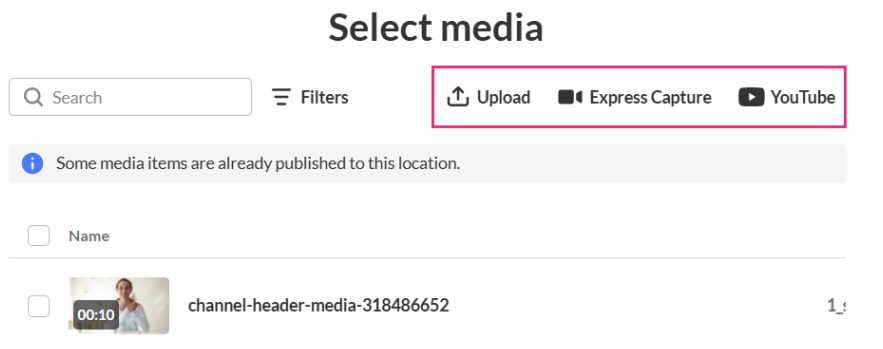 Select media
Search Filters Upload Express Capture YouTube
Some media items are already published to this location.
Name
00:10 channel-header-media-318486652